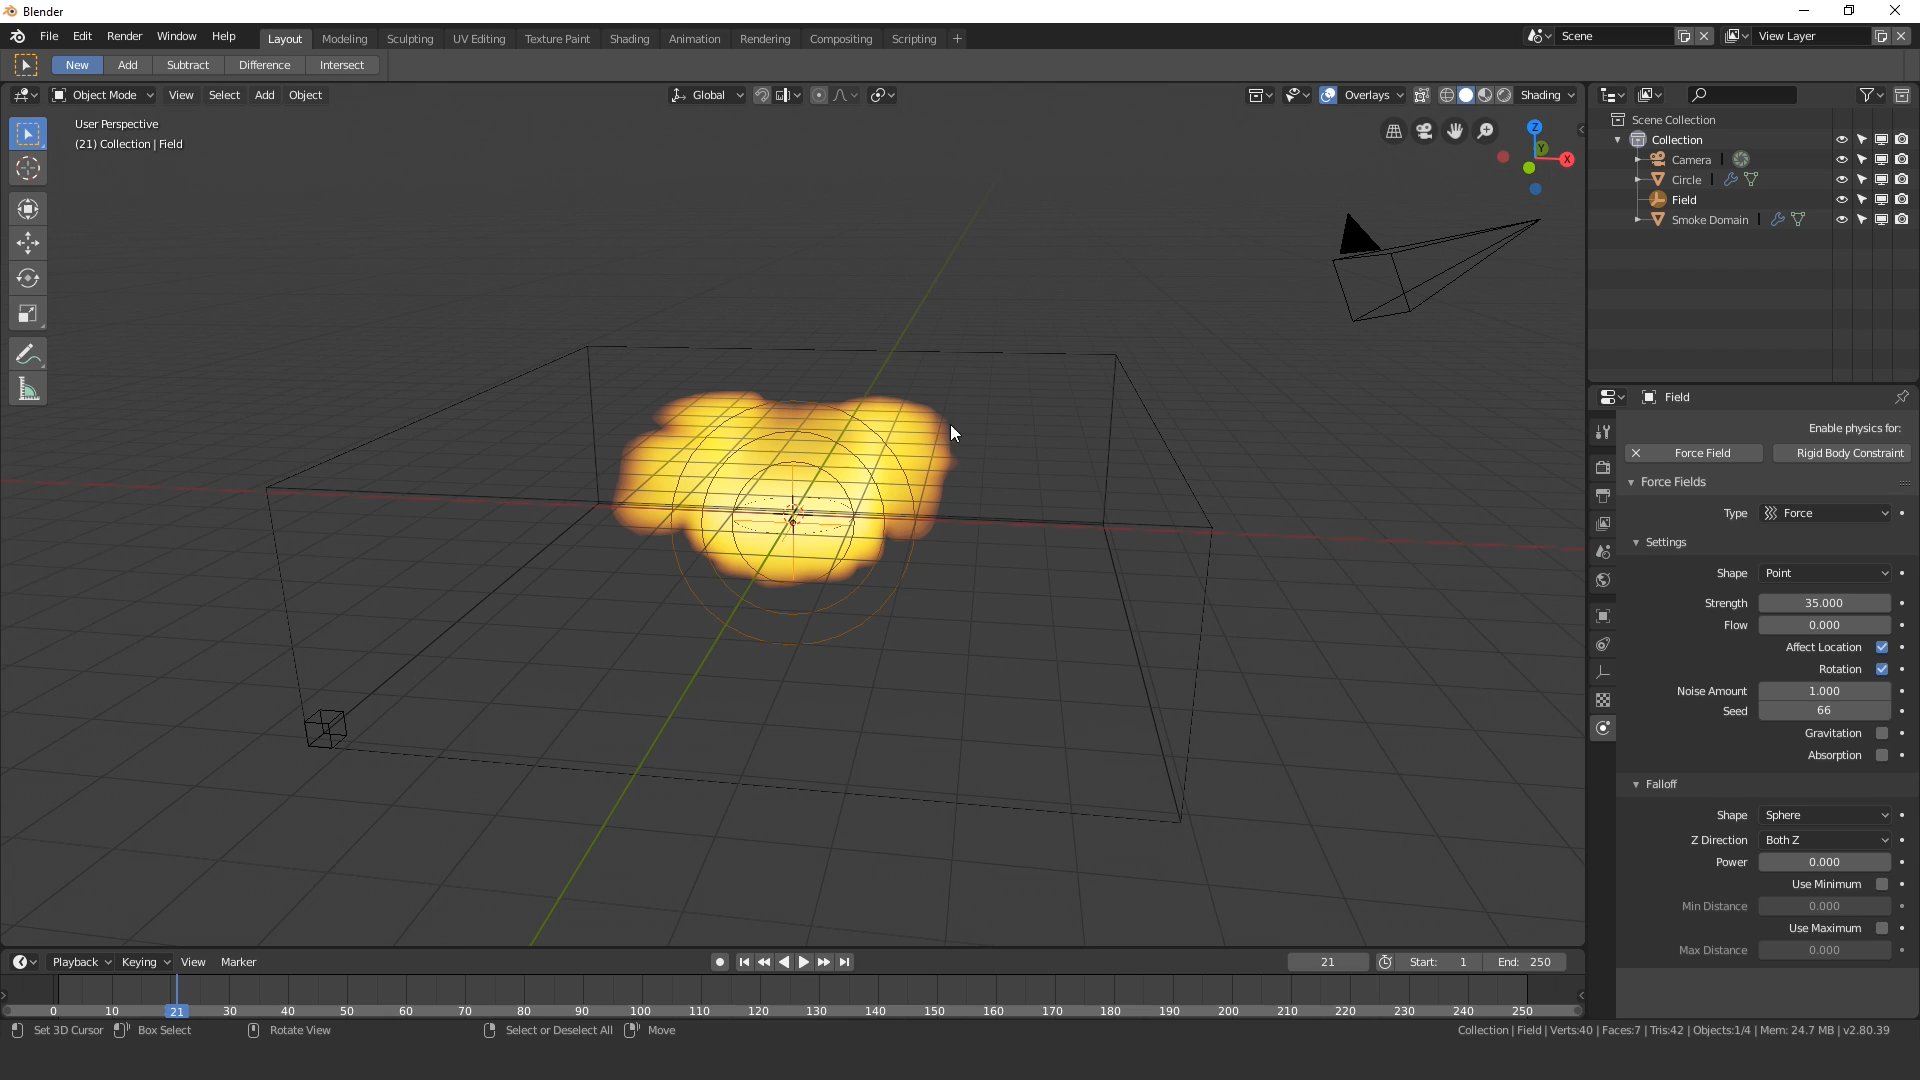 Blender
File Edit Render Window Help Layout Modeling Sculpting UV Editing Texture Paint Shading Animation Rendering Compositing Scripting + Scene View Layer
New Add Subtract Difference Intersect
Object Mode View Select Add Object Global Overlays Shading
User Perspective
(21) Collection | Field
Z
Y
X
Scene Collection
Collection
Camera
Circle
Field
Smoke Domain
Field
Enable physics for:
Force Field Rigid Body Constraint
Force Fields
Type Force
Settings
Shape Point
Strength 35.000
Flow 0.000
Affect Location
Rotation
Noise Amount 1.000
Seed 66
Gravitation
Absorption
Falloff
Shape Sphere
Z Direction Both Z
Power 0.000
Use Minimum
Min Distance 0.000
Use Maximum
Max Distance 0.000
Playback Keying View Marker 21 Start: 1 End: 250
0 10 21 30 40 50 60 70 80 90 100 110 120 130 140 150 160 170 180 190 200 210 220 230 240 250
Set 3D Cursor Box Select Rotate View Select or Deselect All Move Collection | Field | Verts:40 | Faces:7 | Tris:42 | Objects:1/4 | Mem: 24.7 MB | v2.80.39